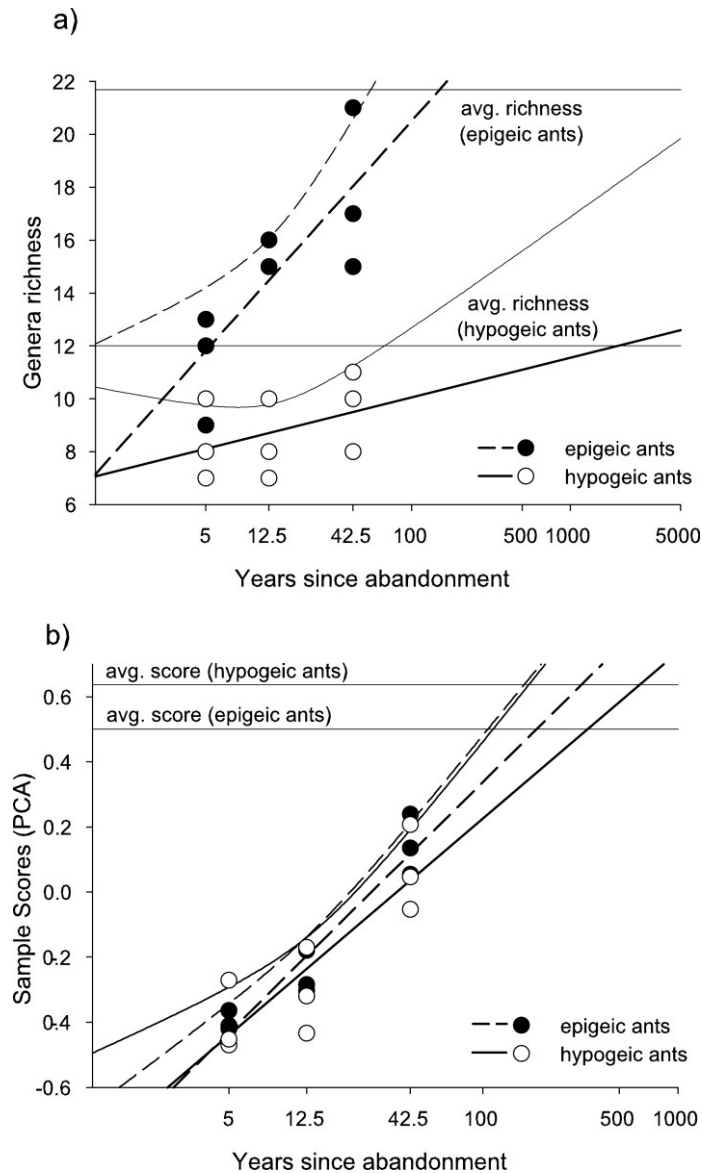 a)
22
20
18
16
14
12
10
8
6
Genera richness
avg. richness
(epigeic ants)
avg. richness
(hypogeic ants)
epigeic ants
hypogeic ants
5 12.5 42.5 100 500 1000 5000
Years since abandonment
b)
avg. score (hypogeic ants)
avg. score (epigeic ants)
0.6
0.4
0.2
0.0
0.2
0.4
-0.6
Sample Scores (PCA)
epigeic ants
hypogeic ants
5 12.5 42.5 100 500 1000
Years since abandonment